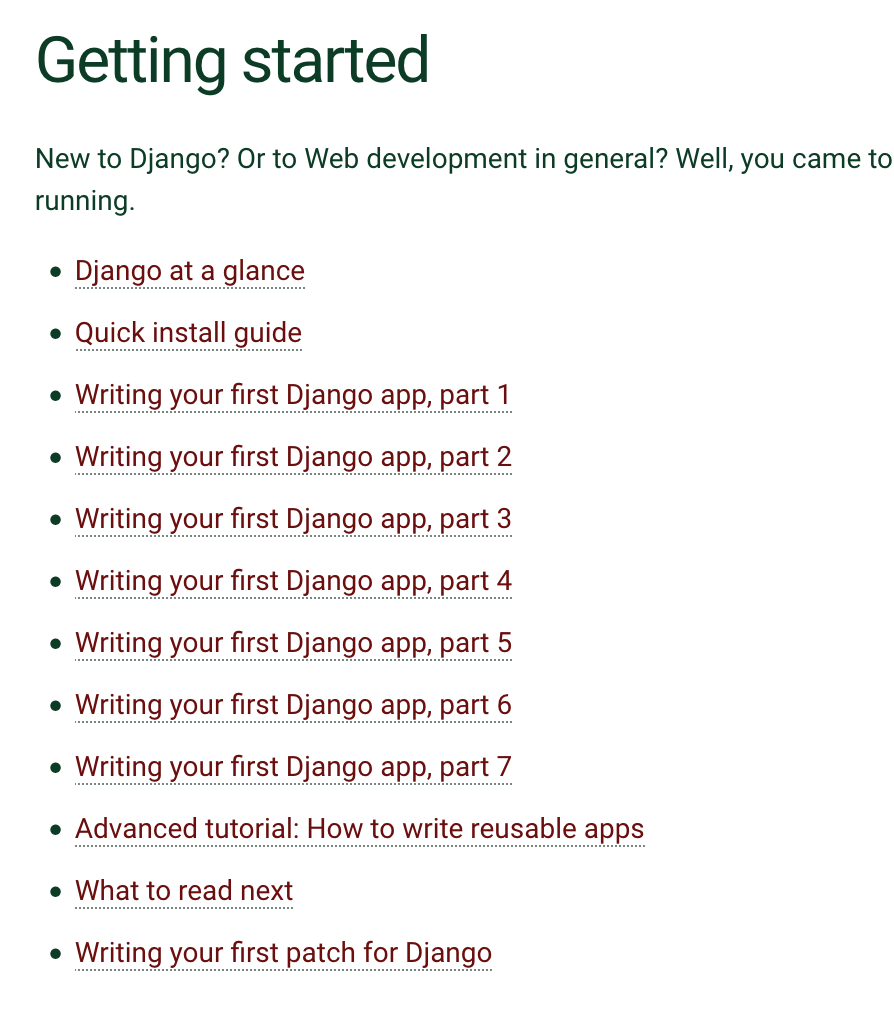 Getting started
New to Django? Or to Web development in general? Well, you came to
running.
Django at a glance
Quick install guide
Writing your first Django app, part 1
Writing your first Django app, part 2
Writing your first Django app, part 3
Writing your first Django app, part 4
Writing your first Django app, part 5
Writing your first Django app, part 6
Writing your first Django app, part 7
Advanced tutorial: How to write reusable apps
What to read next
Writing your first patch for Django